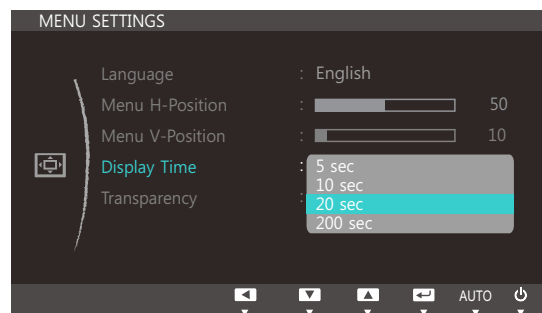 MENU SETTINGS
Language : English
Menu H-Position : 50
Menu V-Position : 10
Display Time : 5 sec
10 sec
20 sec
200 sec
Transparency :
AUTO